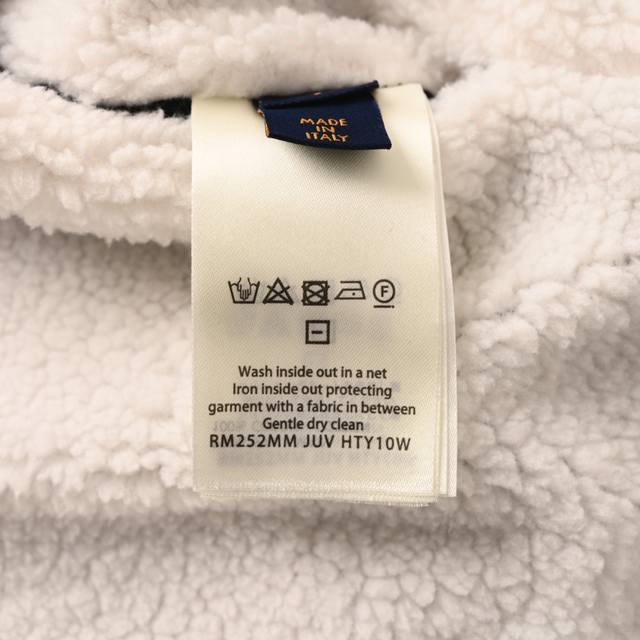 MADE
IN
ITALY
F
Wash inside out in a net
Iron inside out protecting
garment with a fabric in between
Gentle dry clean
RM252MM JUV HTY10W